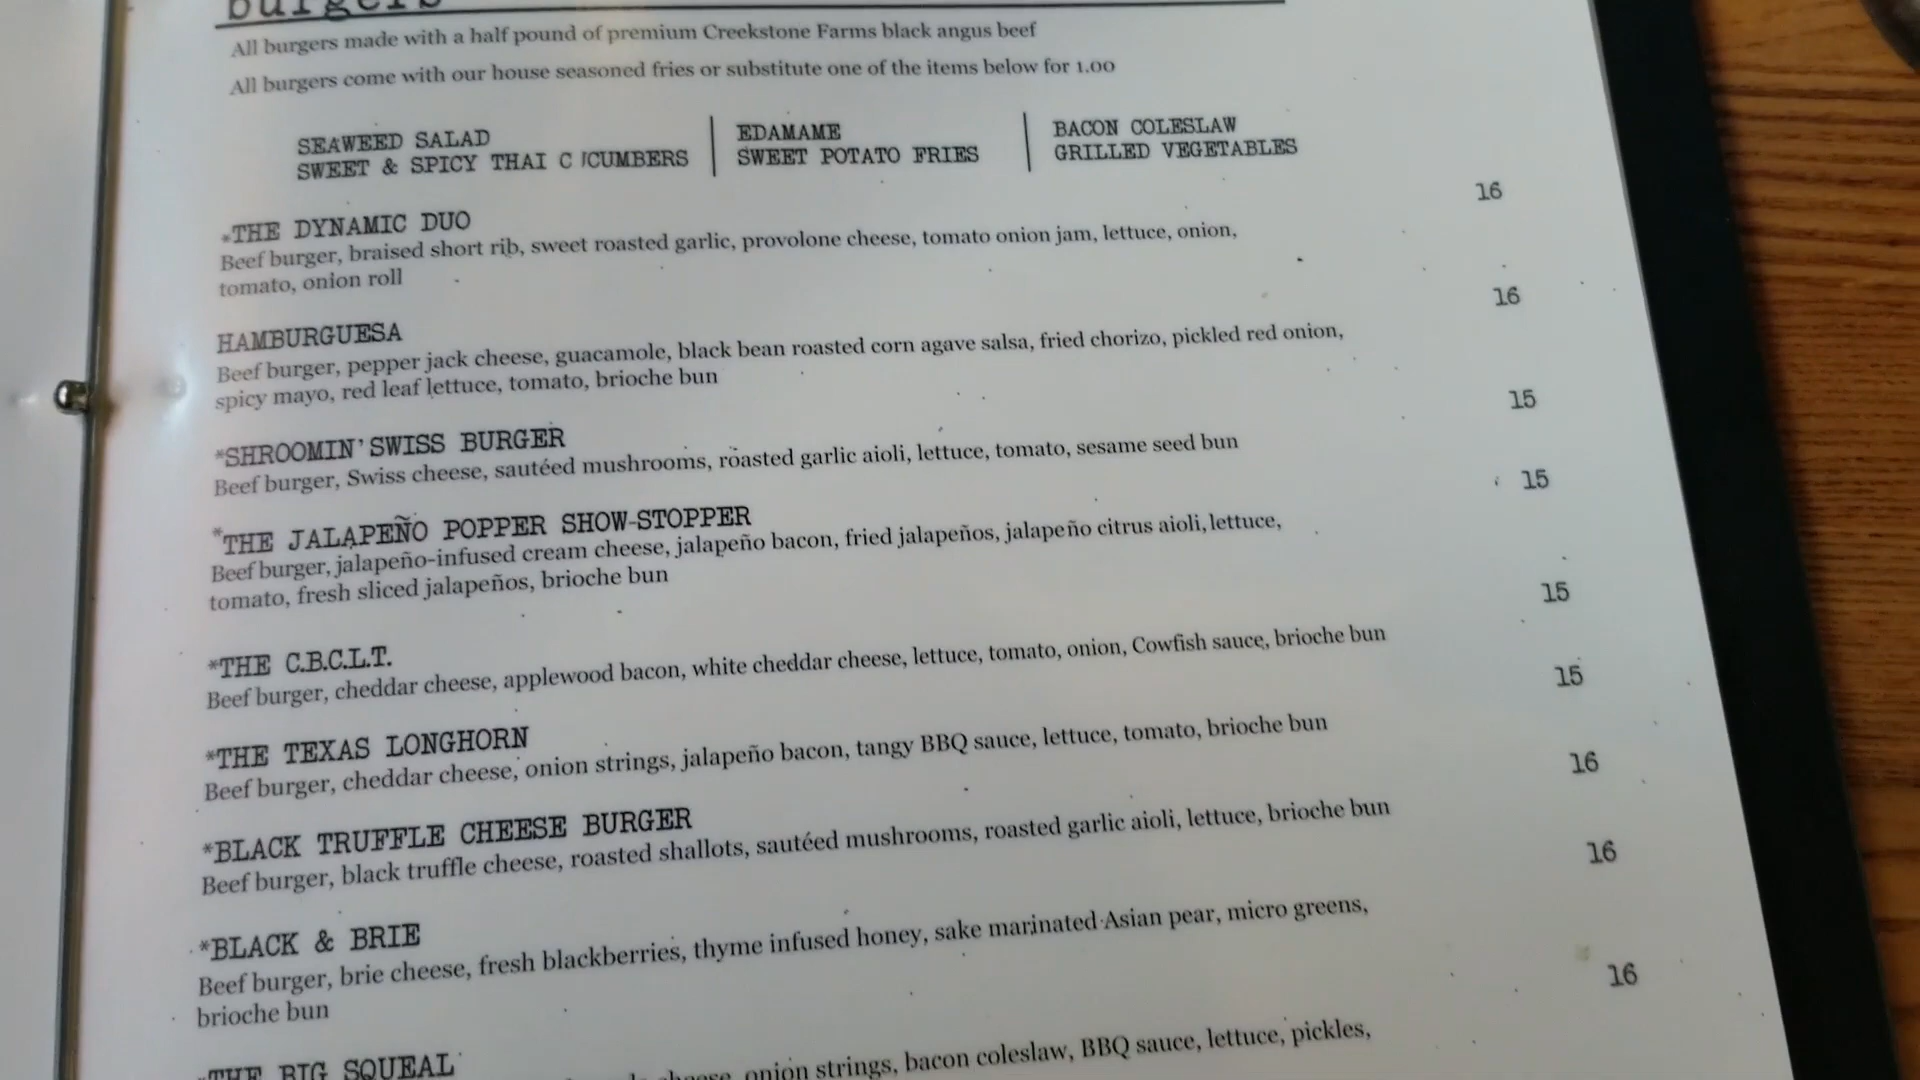 burgers
All burgers made with a half pound of premium Creekstone Farms black angus beef
All burgers come with our house seasoned fries or substitute one of the items below for 1.00
SEAWEED SALAD
SWEET & SPICY THAI CUCUMBERS
EDAMAME
SWEET POTATO FRIES
BACON COLESLAW
GRILLED VEGETABLES
*THE DYNAMIC DUO 16
Beef burger, braised short rib, sweet roasted garlic, provolone cheese, tomato onion jam, lettuce, onion,
tomato, onion roll
HAMBURGUESA 16
Beef burger, pepper jack cheese, guacamole, black bean roasted corn agave salsa, fried chorizo, pickled red onion,
spicy mayo, red leaf lettuce, tomato, brioche bun
*SHROOMIN' SWISS BURGER 15
Beef burger, Swiss cheese, sautéed mushrooms, roasted garlic aioli, lettuce, tomato, sesame seed bun
*THE JALAPEÑO POPPER SHOW-STOPPER 15
Beef burger, jalapeño-infused cream cheese, jalapeño bacon, fried jalapeños, jalapeño citrus aioli, lettuce,
tomato, fresh sliced jalapeños, brioche bun
*THE C.B.C.L.T. 15
Beef burger, cheddar cheese, applewood bacon, white cheddar cheese, lettuce, tomato, onion, Cowfish sauce, brioche bun
*THE TEXAS LONGHORN 15
Beef burger, cheddar cheese, onion strings, jalapeño bacon, tangy BBQ sauce, lettuce, tomato, brioche bun
*BLACK TRUFFLE CHEESE BURGER 16
Beef burger, black truffle cheese, roasted shallots, sautéed mushrooms, roasted garlic aioli, lettuce, brioche bun
*BLACK & BRIE 16
Beef burger, brie cheese, fresh blackberries, thyme infused honey, sake marinated Asian pear, micro greens,
brioche bun
*THE BIG SQUEAL 16
cheese, onion strings, bacon coleslaw, BBQ sauce, lettuce, pickles,